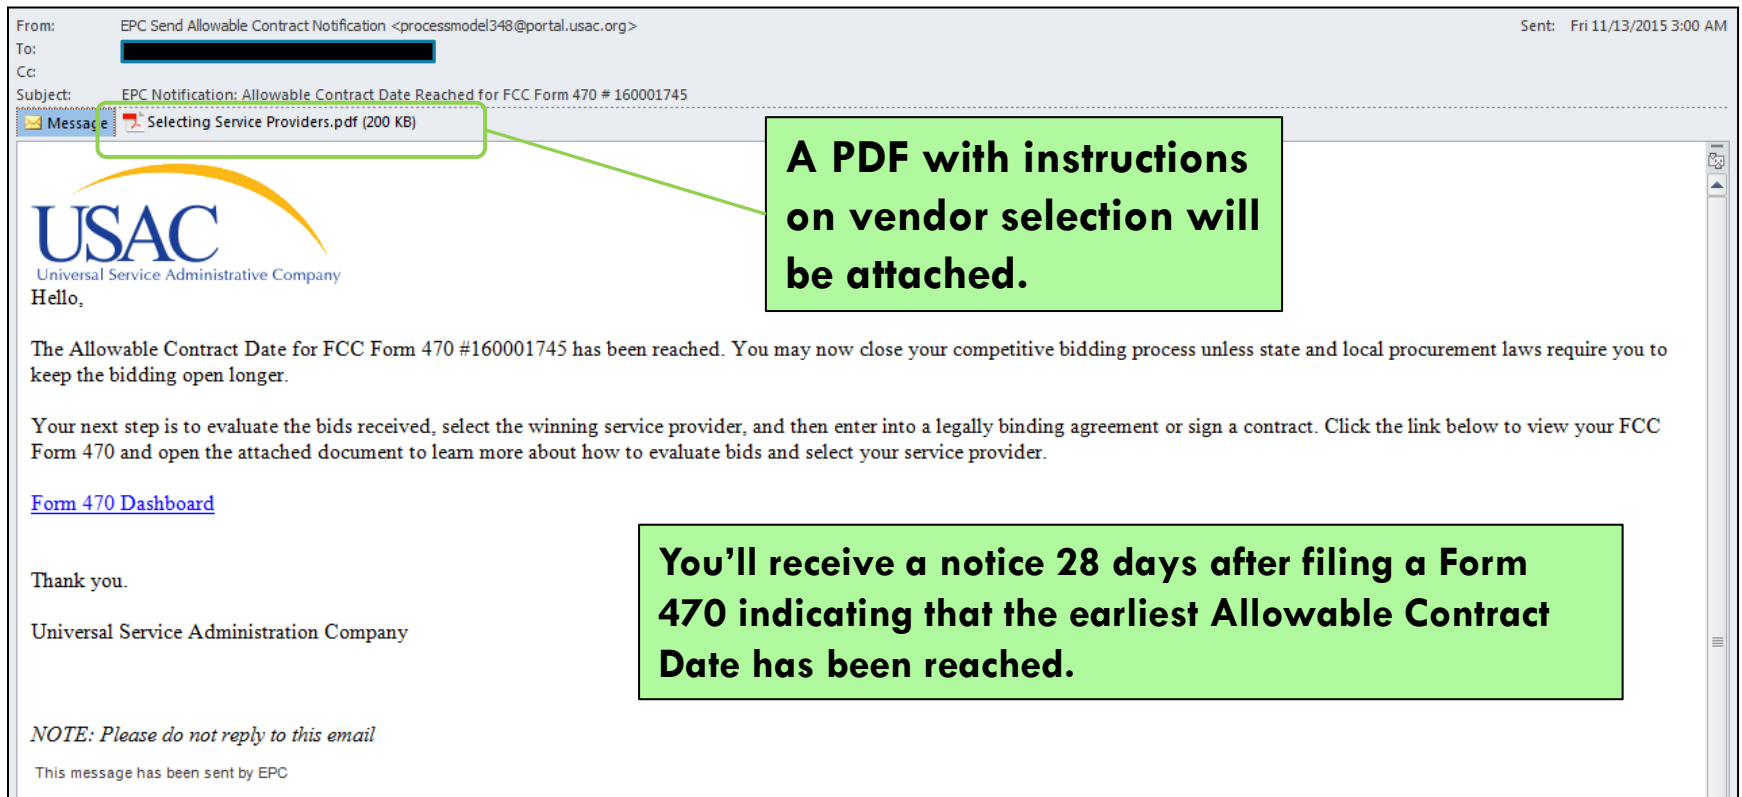 From: EPC Send Allowable Contract Notification <processmodel348@portal.usac.org> Sent: Fri 11/13/2015 3:00 AM
To:
Cc:
Subject: EPC Notification: Allowable Contract Date Reached for FCC Form 470 # 160001745
Message Selecting Service Providers.pdf (200 KB)
A PDF with instructions
on vendor selection will
be attached.
USAC
Universal Service Administrative Company
Hello,
The Allowable Contract Date for FCC Form 470 #160001745 has been reached. You may now close your competitive bidding process unless state and local procurement laws require you to
keep the bidding open longer.
Your next step is to evaluate the bids received, select the winning service provider, and then enter into a legally binding agreement or sign a contract. Click the link below to view your FCC
Form 470 and open the attached document to learn more about how to evaluate bids and select your service provider.
Form 470 Dashboard
You'll receive a notice 28 days after filing a Form
470 indicating that the earliest Allowable Contract
Date has been reached.
Thank you.
Universal Service Administration Company
NOTE: Please do not reply to this email
This message has been sent by EPC